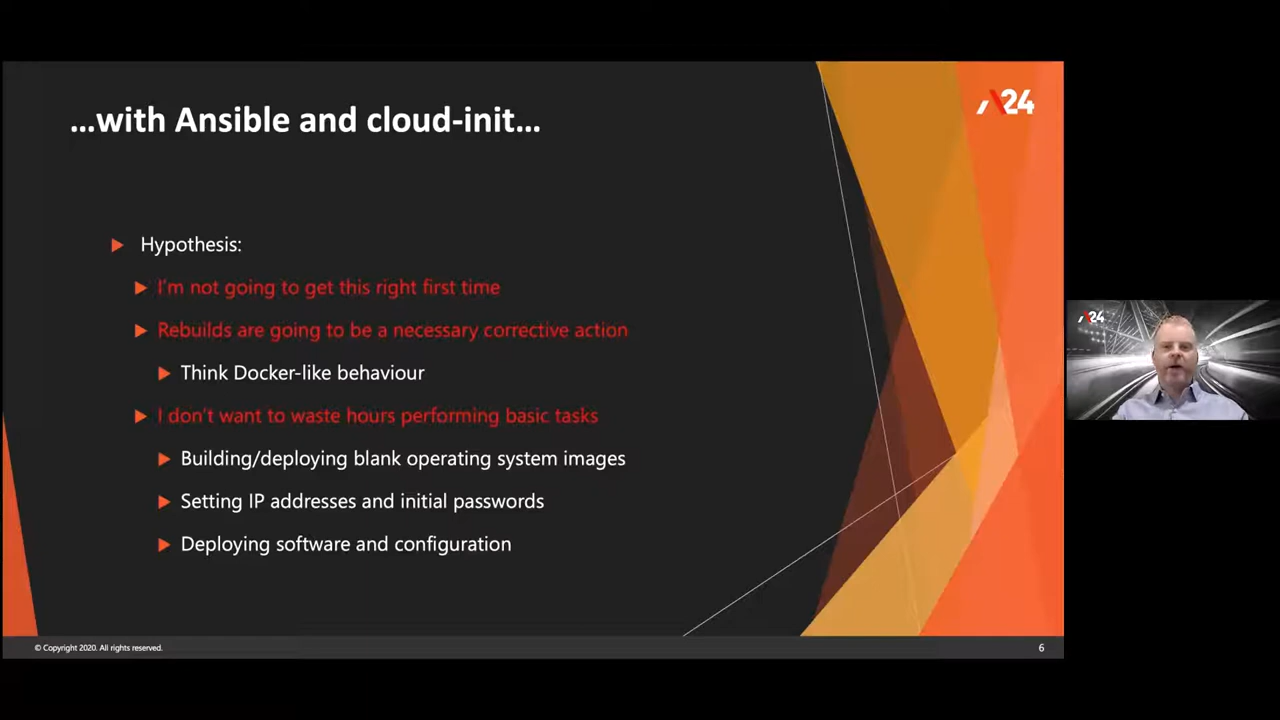 ...with Ansible and cloud-init...
A24
Hypothesis:
I'm not going to get this right first time
Rebuilds are going to be a necessary corrective action
Think Docker-like behaviour
I don't want to waste hours performing basic tasks
Building/deploying blank operating system images
Setting IP addresses and initial passwords
Deploying software and configuration
A24
© Copyright 2020. All rights reserved.
6